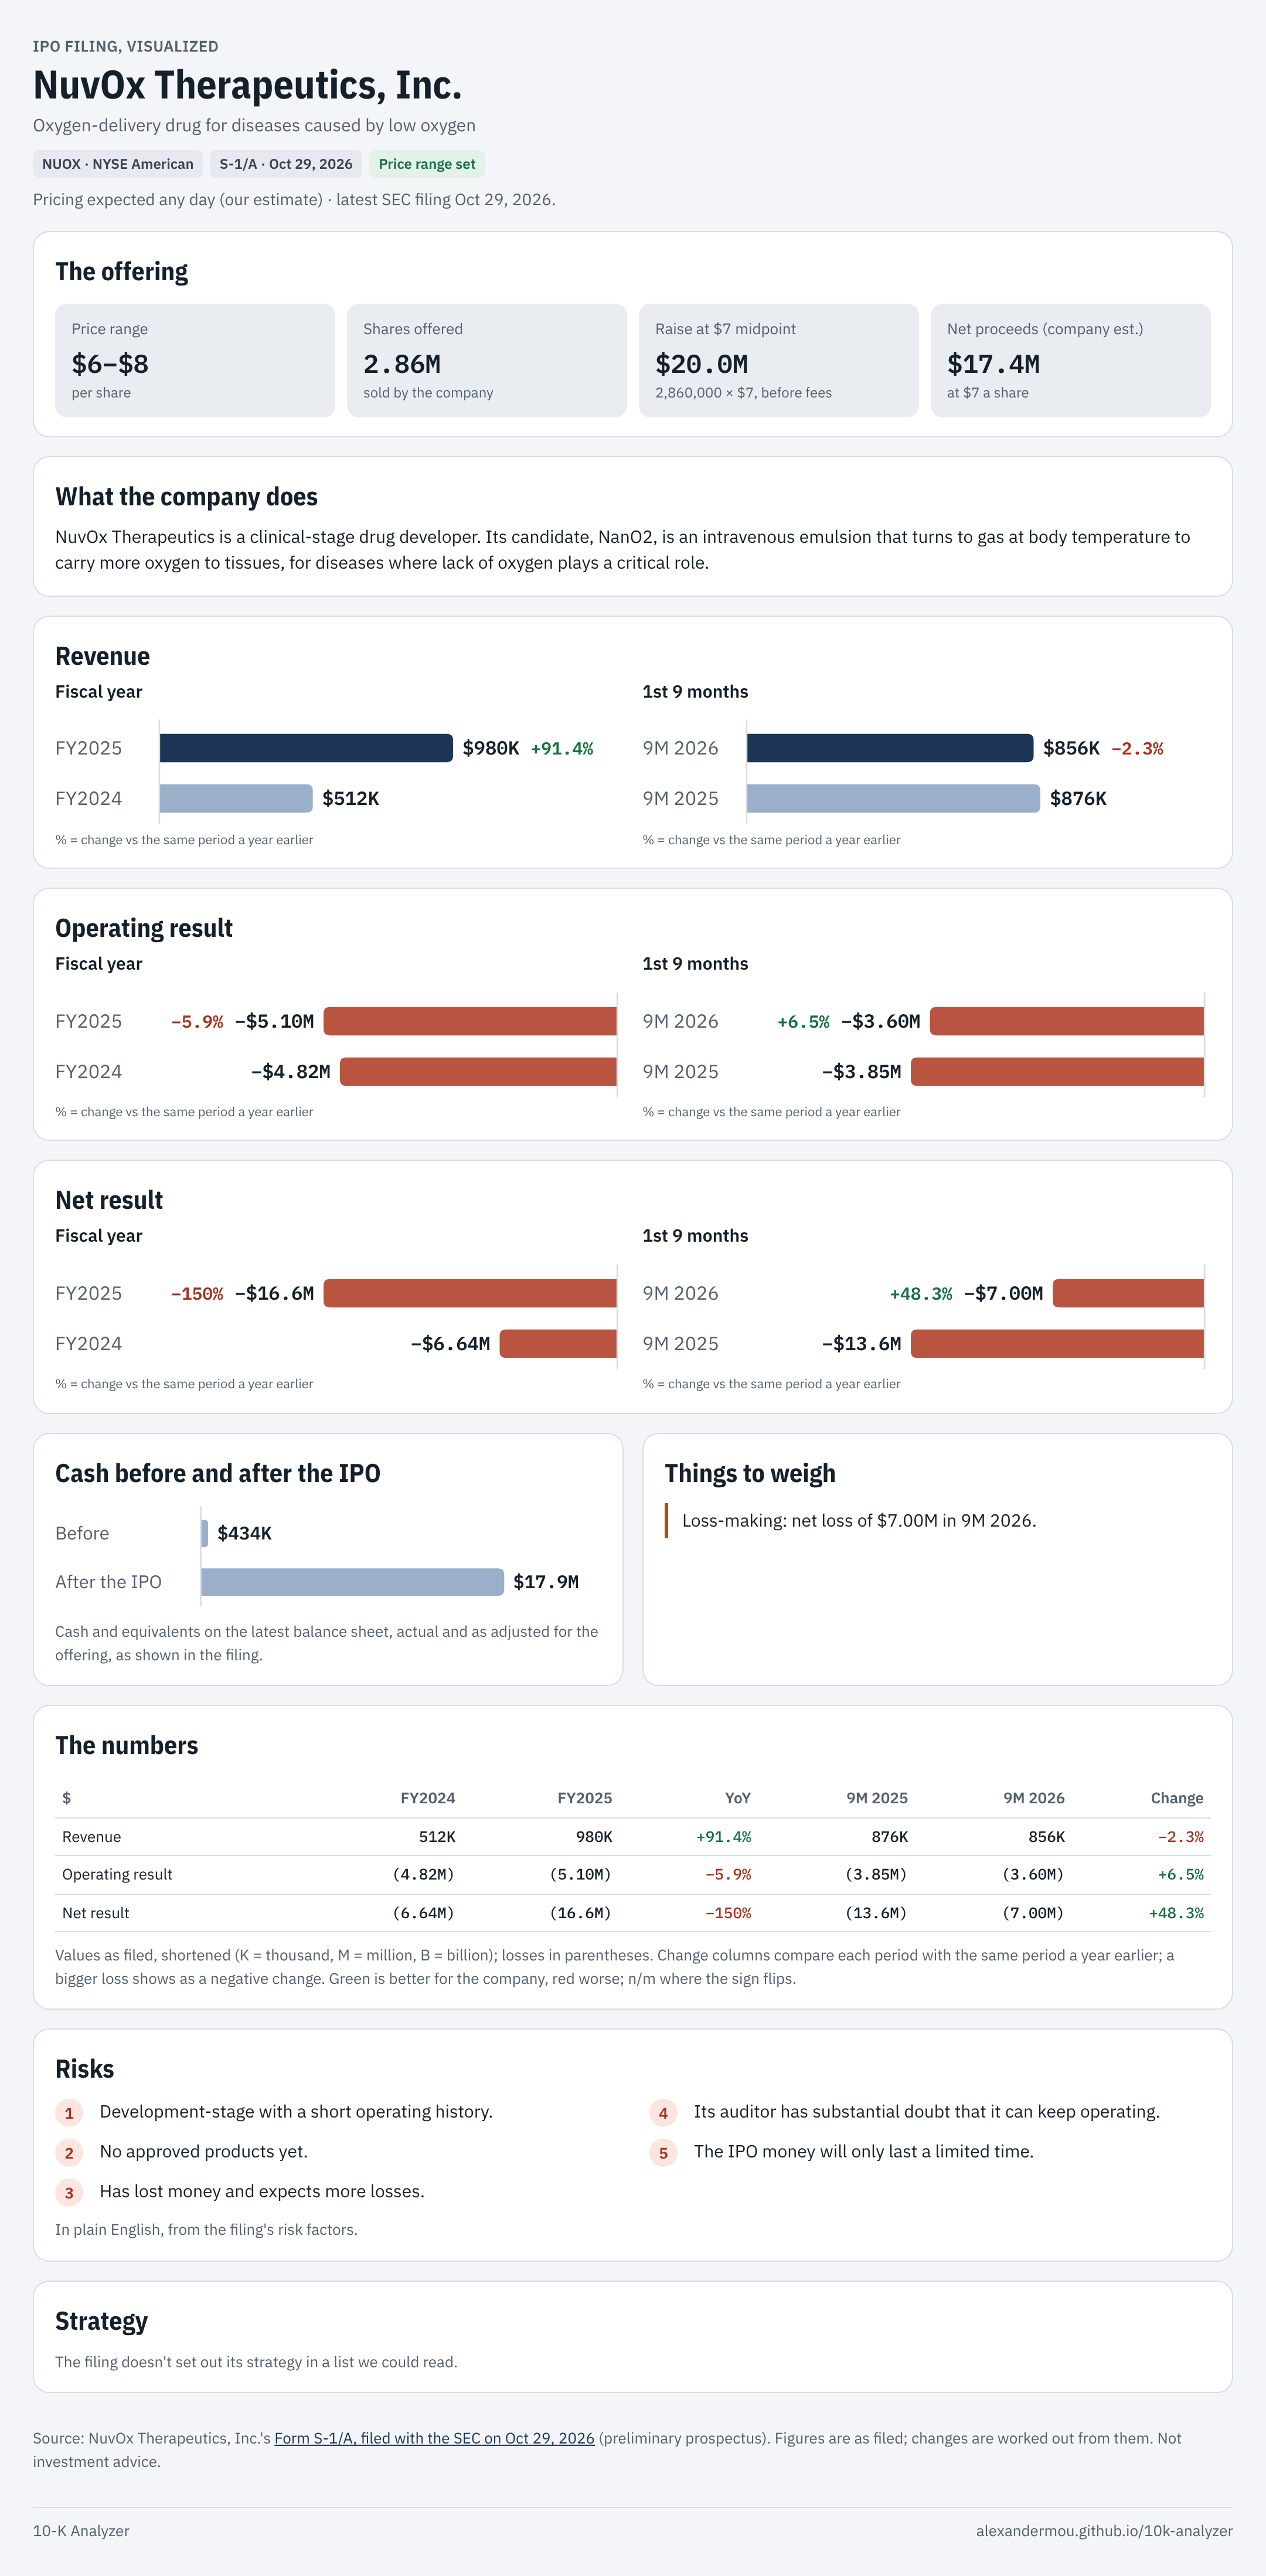 IPO FILING, VISUALIZED
NuvOx Therapeutics, Inc.
Oxygen-delivery drug for diseases caused by low oxygen
NUOX · NYSE American
S-1/A · Oct 29, 2026
Price range set
Pricing expected any day (our estimate) · latest SEC filing Oct 29, 2026.
The offering
Price range
$6–$8
per share
Shares offered
2.86M
sold by the company
Raise at $7 midpoint
$20.0M
2,860,000 × $7, before fees
Net proceeds (company est.)
$17.4M
at $7 a share
What the company does
NuvOx Therapeutics is a clinical-stage drug developer. Its candidate, NanO2, is an intravenous emulsion that turns to gas at body temperature to
carry more oxygen to tissues, for diseases where lack of oxygen plays a critical role.
Revenue
Fiscal year
FY2025 $980K +91.4%
FY2024 $512K
% = change vs the same period a year earlier
1st 9 months
9M 2026 $856K −2.3%
9M 2025 $876K
% = change vs the same period a year earlier
Operating result
Fiscal year
FY2025 −5.9% −$5.10M
FY2024 −$4.82M
% = change vs the same period a year earlier
1st 9 months
9M 2026 +6.5% −$3.60M
9M 2025 −$3.85M
% = change vs the same period a year earlier
Net result
Fiscal year
FY2025 −150% −$16.6M
FY2024 −$6.64M
% = change vs the same period a year earlier
1st 9 months
9M 2026 +48.3% −$7.00M
9M 2025 −$13.6M
% = change vs the same period a year earlier
Cash before and after the IPO
Before $434K
After the IPO $17.9M
Cash and equivalents on the latest balance sheet, actual and as adjusted for the
offering, as shown in the filing.
Things to weigh
Loss-making: net loss of $7.00M in 9M 2026.
The numbers
$ FY2024 FY2025 YoY 9M 2025 9M 2026 Change
Revenue 512K 980K +91.4% 876K 856K −2.3%
Operating result (4.82M) (5.10M) −5.9% (3.85M) (3.60M) +6.5%
Net result (6.64M) (16.6M) −150% (13.6M) (7.00M) +48.3%
Values as filed, shortened (K = thousand, M = million, B = billion); losses in parentheses. Change columns compare each period with the same period a year earlier; a
bigger loss shows as a negative change. Green is better for the company, red worse; n/m where the sign flips.
Risks
1 Development-stage with a short operating history.
2 No approved products yet.
3 Has lost money and expects more losses.
4 Its auditor has substantial doubt that it can keep operating.
5 The IPO money will only last a limited time.
In plain English, from the filing's risk factors.
Strategy
The filing doesn't set out its strategy in a list we could read.
Source: NuvOx Therapeutics, Inc.'s Form S-1/A, filed with the SEC on Oct 29, 2026 (preliminary prospectus). Figures are as filed; changes are worked out from them. Not
investment advice.
10-K Analyzer
alexandermou.github.io/10k-analyzer